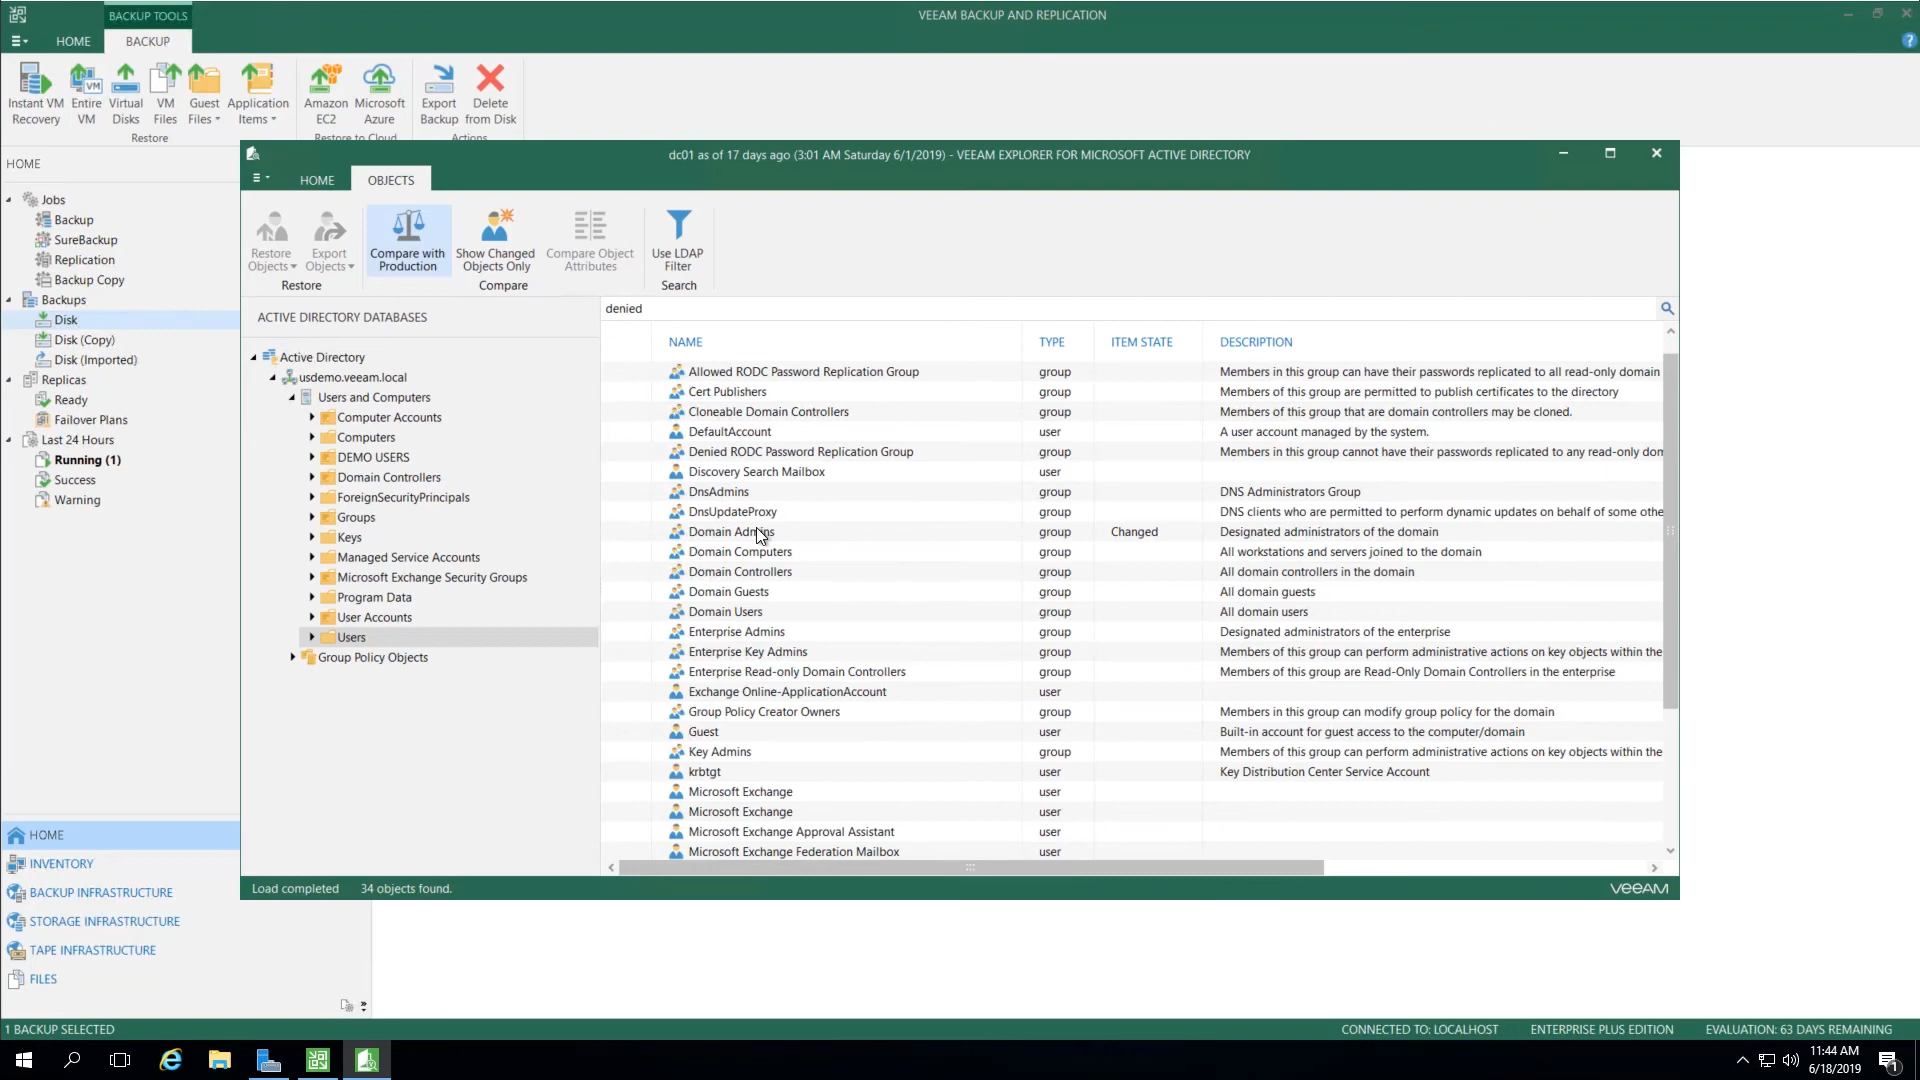 BACKUP TOOLS
VEEAM BACKUP AND REPLICATION
HOME
BACKUP
Instant VM Recovery
Entire VM
Virtual Disks
VM Files
Guest Files
Application Items
Amazon EC2
Microsoft Azure
Export Backup
Delete from Disk
Restore
Restore to Cloud
Actions
HOME
Jobs
Backup
SureBackup
Replication
Backup Copy
Backups
Disk
Disk (Copy)
Disk (Imported)
Replicas
Ready
Failover Plans
Last 24 Hours
Running (1)
Success
Warning
HOME
INVENTORY
BACKUP INFRASTRUCTURE
STORAGE INFRASTRUCTURE
TAPE INFRASTRUCTURE
FILES
dc01 as of 17 days ago (3:01 AM Saturday 6/1/2019) - VEEAM EXPLORER FOR MICROSOFT ACTIVE DIRECTORY
HOME
OBJECTS
Restore Objects
Export Objects
Compare with Production
Show Changed Objects Only
Compare Object Attributes
Use LDAP Filter
Restore
Compare
Search
ACTIVE DIRECTORY DATABASES
Active Directory
usdemo.veeam.local
Users and Computers
Computer Accounts
Computers
DEMO USERS
Domain Controllers
ForeignSecurityPrincipals
Groups
Keys
Managed Service Accounts
Microsoft Exchange Security Groups
Program Data
User Accounts
Users
Group Policy Objects
denied
NAME TYPE ITEM STATE DESCRIPTION
Allowed RODC Password Replication Group group Members in this group can have their passwords replicated to all read-only domain
Cert Publishers group Members of this group are permitted to publish certificates to the directory
Cloneable Domain Controllers group Members of this group that are domain controllers may be cloned.
DefaultAccount user A user account managed by the system.
Denied RODC Password Replication Group group Members in this group cannot have their passwords replicated to any read-only dom
Discovery Search Mailbox user
DnsAdmins group DNS Administrators Group
DnsUpdateProxy group DNS clients who are permitted to perform dynamic updates on behalf of some othe
Domain Admins group Changed Designated administrators of the domain
Domain Computers group All workstations and servers joined to the domain
Domain Controllers group All domain controllers in the domain
Domain Guests group All domain guests
Domain Users group All domain users
Enterprise Admins group Designated administrators of the enterprise
Enterprise Key Admins group Members of this group can perform administrative actions on key objects within the
Enterprise Read-only Domain Controllers group Members of this group are Read-Only Domain Controllers in the enterprise
Exchange Online-ApplicationAccount user
Group Policy Creator Owners group Members in this group can modify group policy for the domain
Guest user Built-in account for guest access to the computer/domain
Key Admins group Members of this group can perform administrative actions on key objects within the
krbtgt user Key Distribution Center Service Account
Microsoft Exchange user
Microsoft Exchange user
Microsoft Exchange Approval Assistant user
Microsoft Exchange Federation Mailbox user
Load completed 34 objects found.
veeam
1 BACKUP SELECTED
CONNECTED TO: LOCALHOST
ENTERPRISE PLUS EDITION
EVALUATION: 63 DAYS REMAINING
11:44 AM
6/18/2019
1